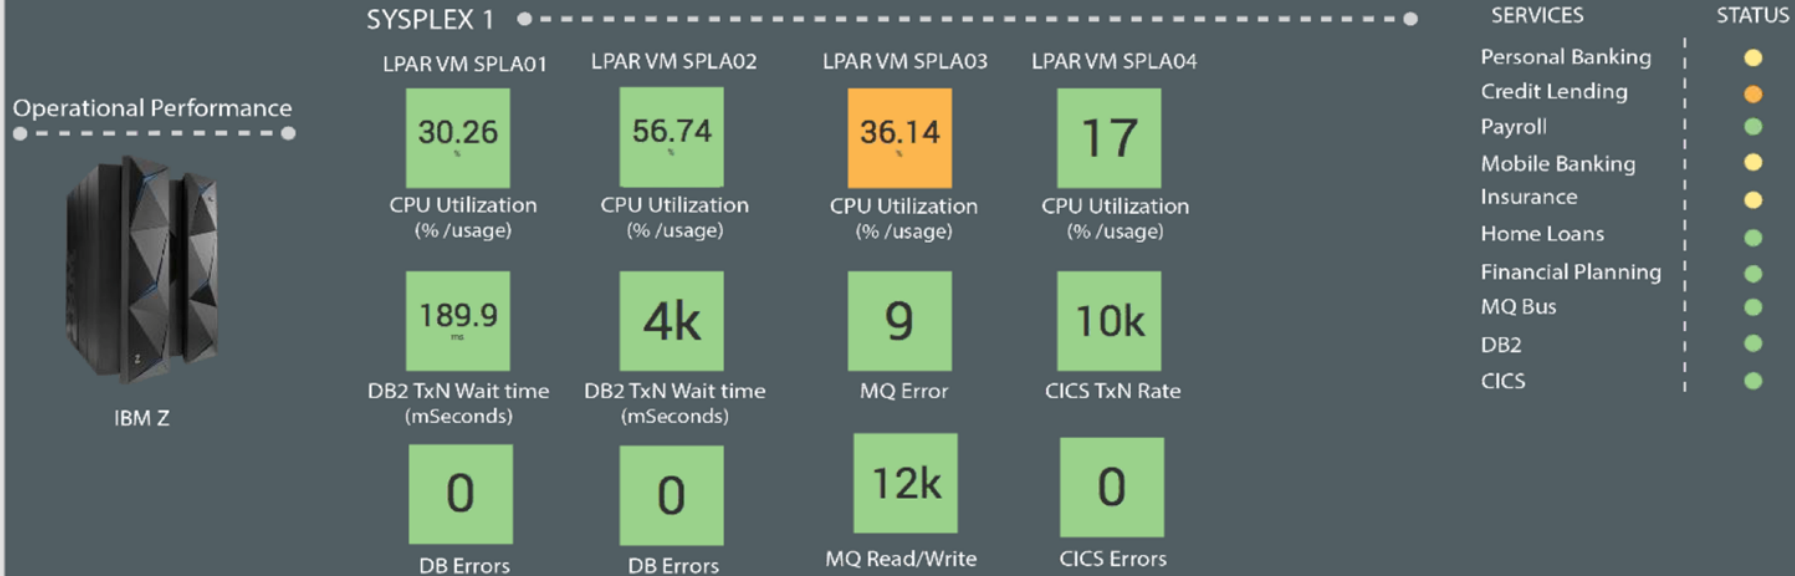 SYSPLEX 1
LPAR VM SPLA01
LPAR VM SPLA02
LPAR VM SPLA03
LPAR VM SPLA04
Operational Performance
IBM Z
30.26
%
CPU Utilization
(% /usage)
56.74
%
CPU Utilization
(% /usage)
36.14
%
CPU Utilization
(% /usage)
17
CPU Utilization
(% /usage)
189.9
ms
DB2 TxN Wait time
(mSeconds)
4k
DB2 TxN Wait time
(mSeconds)
9
MQ Error
10k
CICS TxN Rate
0
DB Errors
0
DB Errors
12k
MQ Read/Write
0
CICS Errors
SERVICES
STATUS
Personal Banking
Credit Lending
Payroll
Mobile Banking
Insurance
Home Loans
Financial Planning
MQ Bus
DB2
CICS